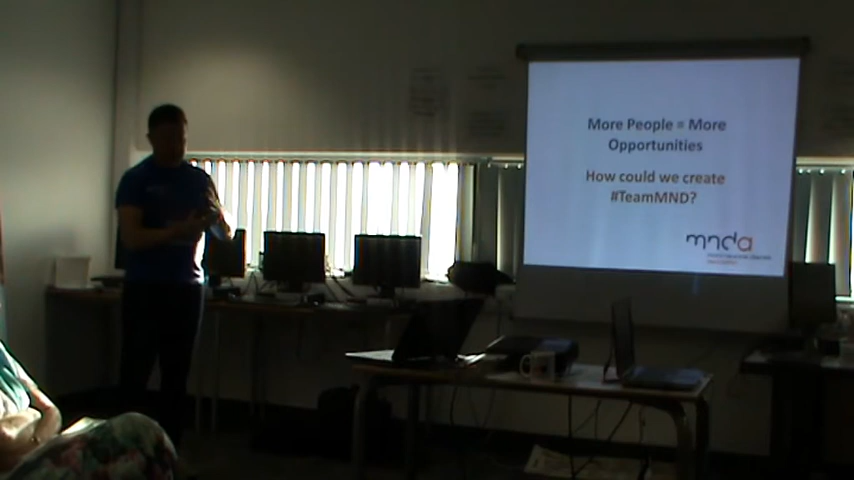 More People = More
Opportunities
How could we create
#TeamMND?
mnda